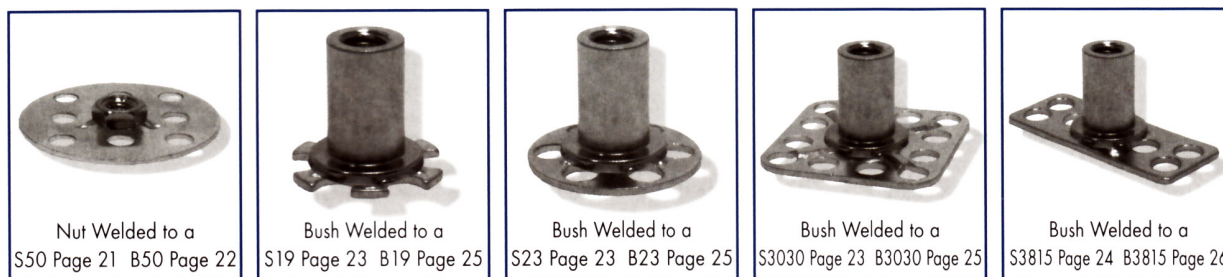 Nut Welded to a
S50 Page 21 B50 Page 22
Bush Welded to a
S19 Page 23 B19 Page 25
Bush Welded to a
S23 Page 23 B23 Page 25
Bush Welded to a
S3030 Page 23 B3030 Page 25
Bush Welded to a
S3815 Page 24 B3815 Page 26